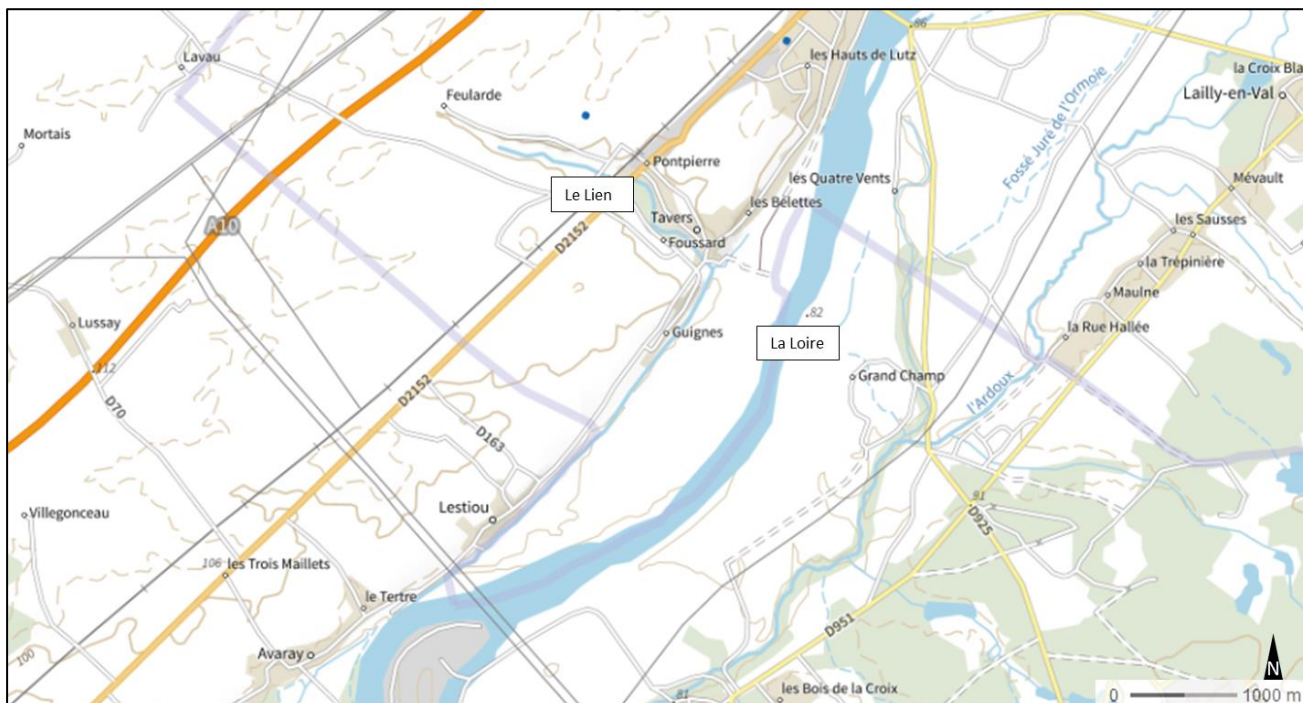 86
les Hauts de Lutz
Lavau
la Croix Bla
Feularde
Lailly-en-Val
Mortais
Fossé Juré de l'Ormoie
Pontpierre
les Quatre Vents
Mévault
Le Lien
les Bélettes
A10
Tavers
les Sausses
D2152
Foussard
la Trépinière
Maulne
82
Lussay
Guignes
la Rue Hallée
La Loire
112
Grand Champ
D2152
l'Ardoux
D70
D163
Villegonceau
Lestiou
91
D925
106
les Trois Maillets
le Tertre
D951
100
Avaray
81
les Bois de la Croix
N
0
1000 m